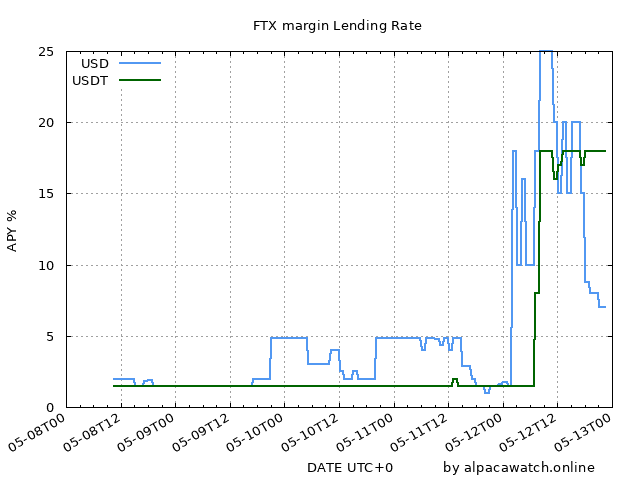 FTX margin Lending Rate
25
20
15
10
5
0
APY %
USD
USDT
05-08T00
05-08T12
05-09T00
05-09T12
05-10T00
05-10T12
05-11T00
05-11T12
05-12T00
05-12T12
05-13T00
DATE UTC+0
by alpacawatch.online